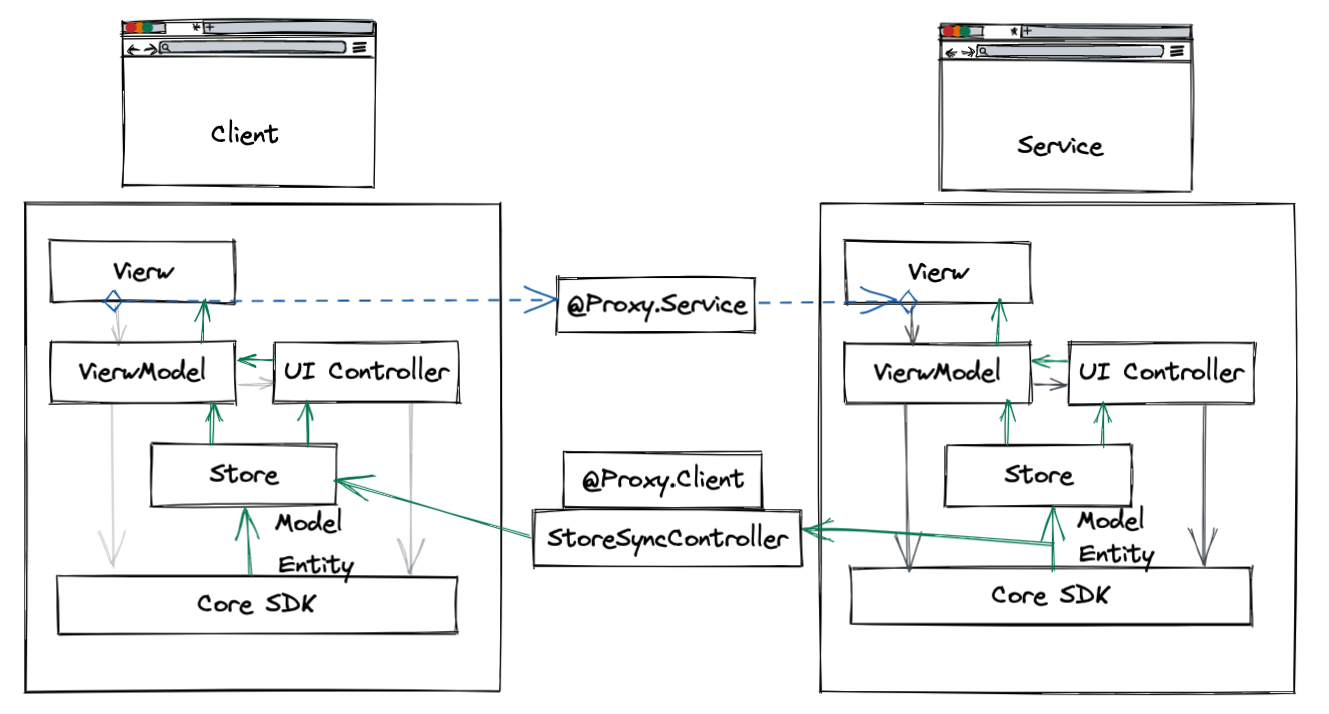 Client
Service
Vierw
@Proxy.Service
Vierw
VierwModel
UI Controller
VierwModel
UI Controller
Store
@Proxy.Client
Store
Model
Entity
StoreSyncController
Model
Entity
Core SDK
Core SDK